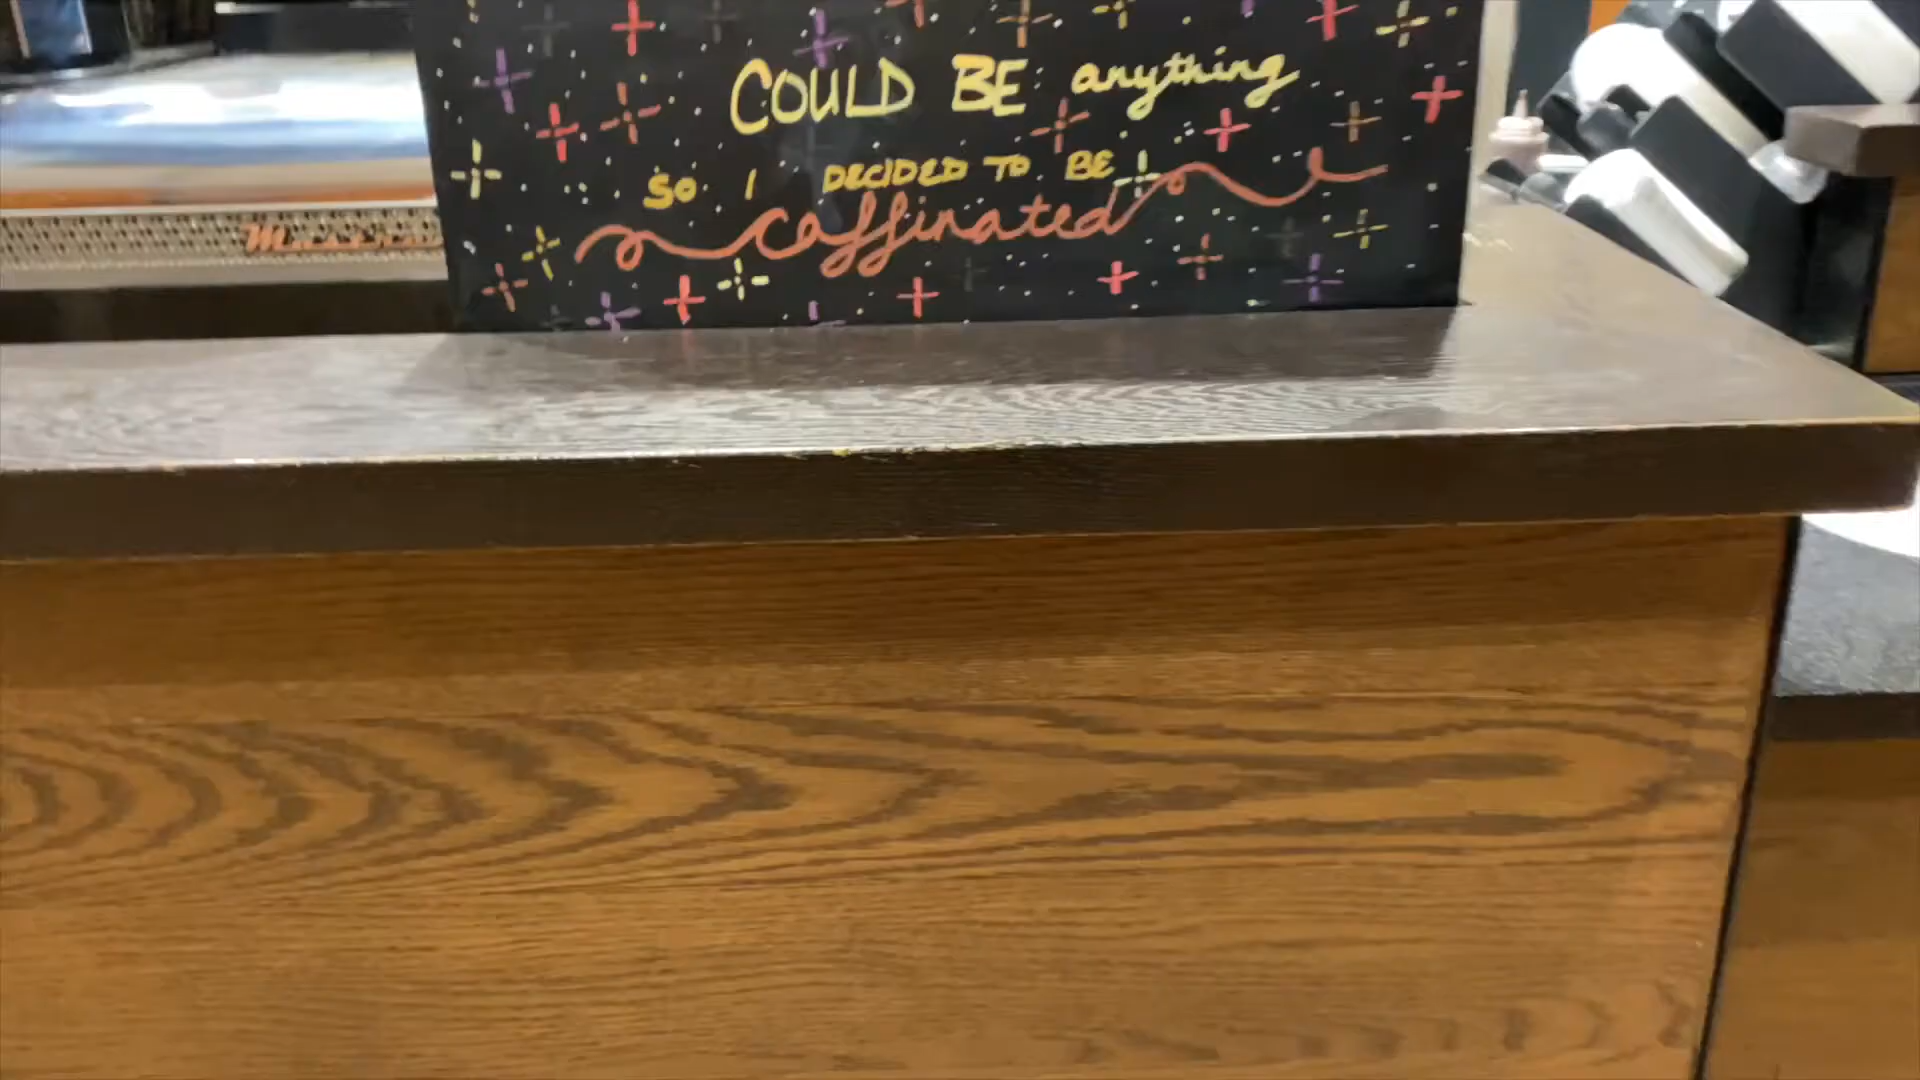 COULD BE anything
SO I DECIDED TO BE
Caffinated